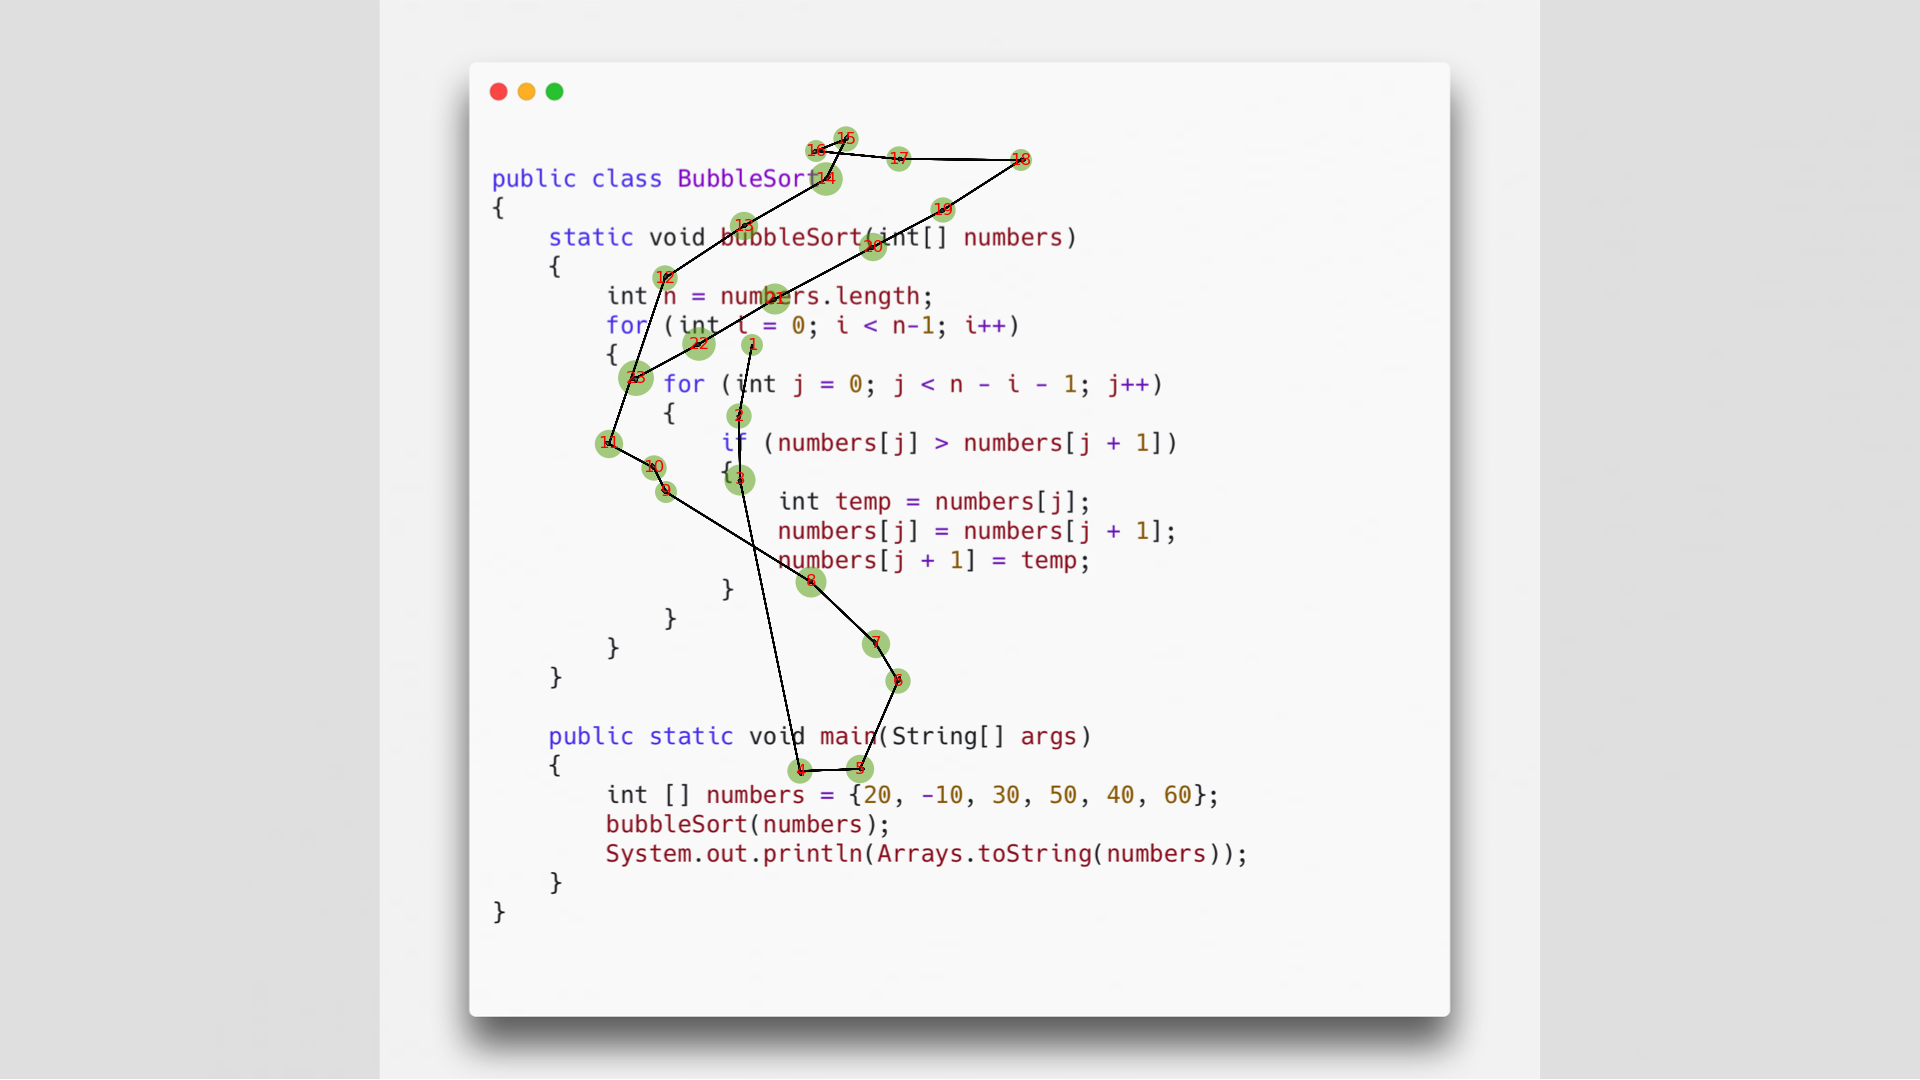 public class BubbleSort
{
    static void bubbleSort(int[] numbers)
    {
        int n = numbers.length;
        for (int i = 0; i < n-1; i++)
        {
            for (int j = 0; j < n - i - 1; j++)
            {
                if (numbers[j] > numbers[j + 1])
                {
                    int temp = numbers[j];
                    numbers[j] = numbers[j + 1];
                    numbers[j + 1] = temp;
                }
            }
        }
    }

    public static void main(String[] args)
    {
        int [] numbers = {20, -10, 30, 50, 40, 60};
        bubbleSort(numbers);
        System.out.println(Arrays.toString(numbers));
    }
}
1
2
3
4
5
6
7
8
9
10
11
12
13
14
15
16
17
18
19
20
21
22
23